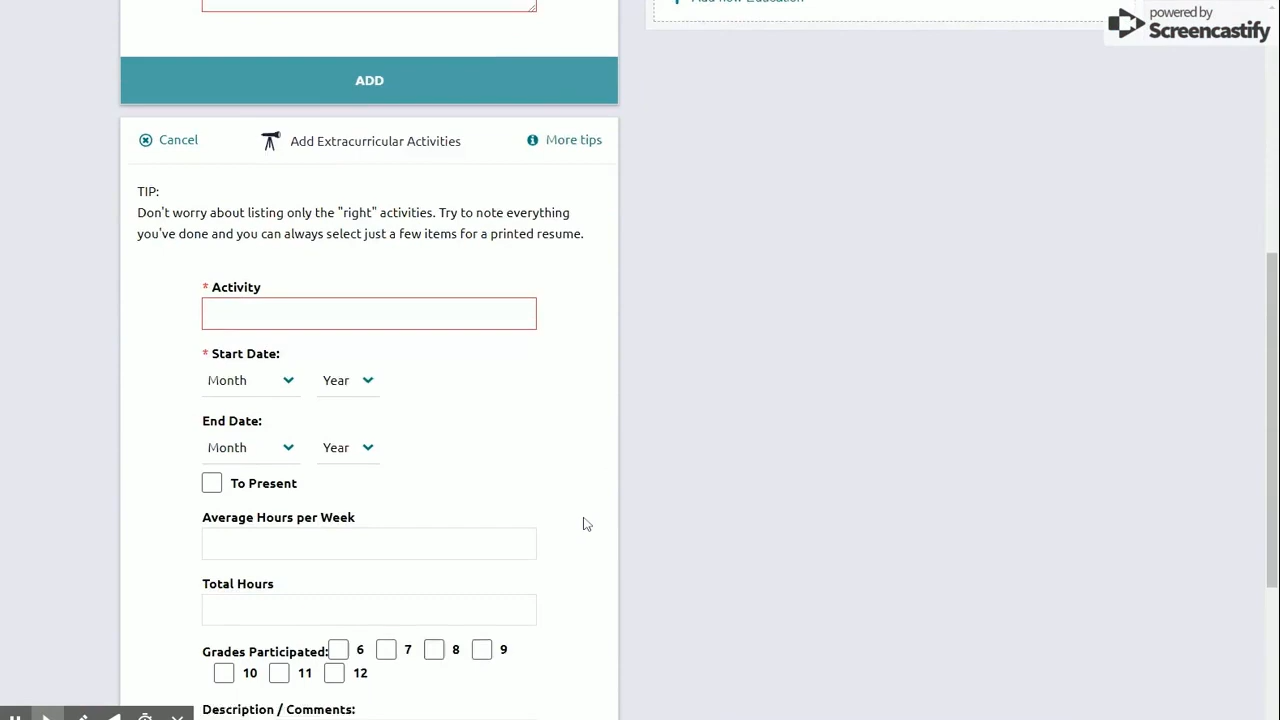 Add new Education
powered by
Screencastify
ADD
Cancel
Add Extracurricular Activities
More tips
TIP:
Don't worry about listing only the "right" activities. Try to note everything
you've done and you can always select just a few items for a printed resume.
* Activity
* Start Date:
Month
Year
End Date:
Month
Year
To Present
Average Hours per Week
Total Hours
Grades Participated: 6 7 8 9
10 11 12
Description / Comments: